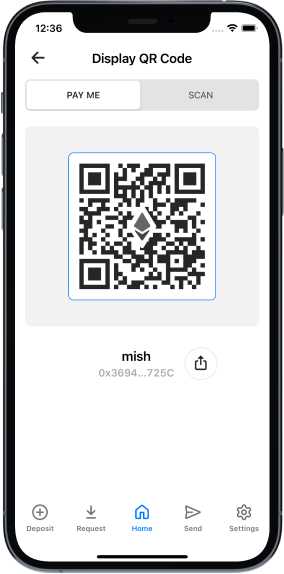 12:36
Display QR Code
PAY ME
SCAN
mish
0x3694...725C
Deposit
Request
Home
Send
Settings